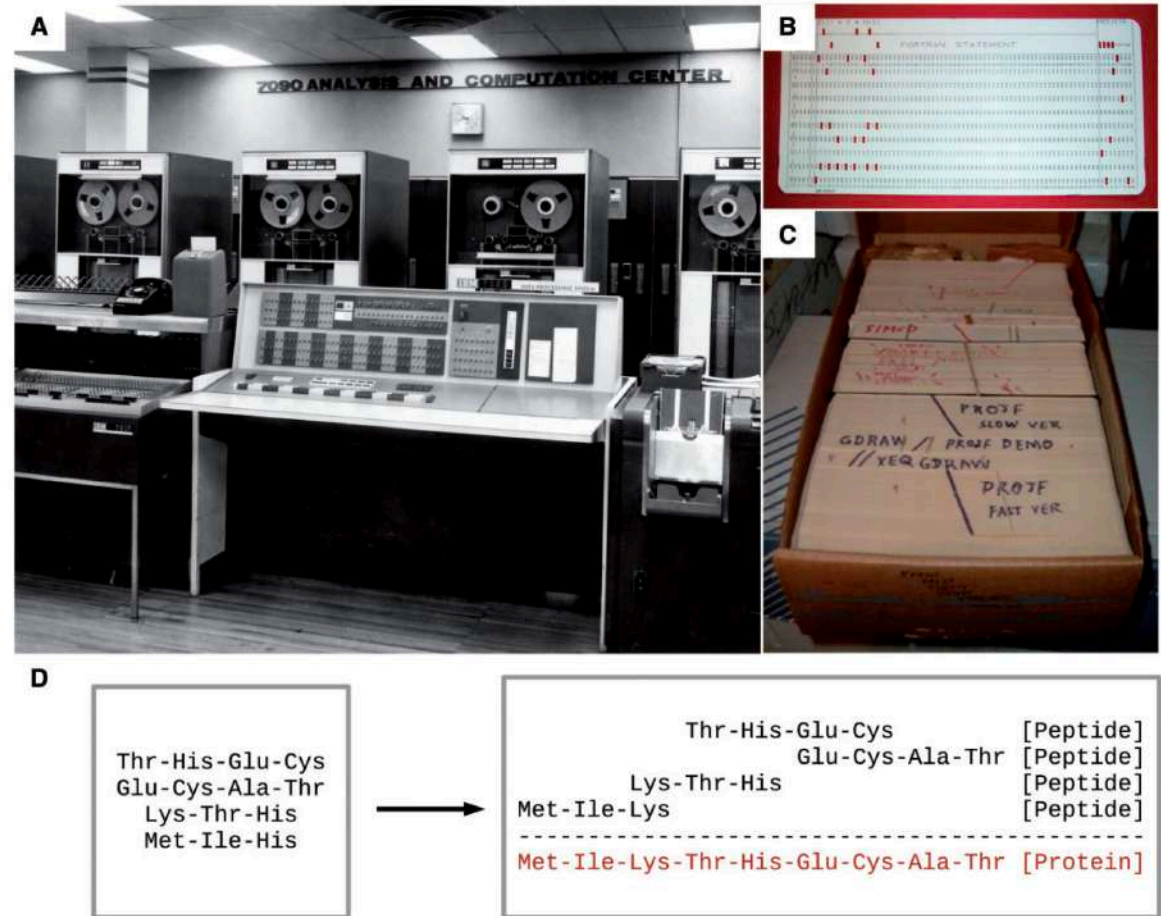 A
7090 ANALYSIS AND COMPUTATION CENTER
B
FORTRAN STATEMENT
C
SIMCD
PROJF
SLOW VER
GDRAW // PROJF DEMO
// XEQ GDRAW
PROJF
FAST VER
D
Thr-His-Glu-Cys
Glu-Cys-Ala-Thr
Lys-Thr-His
Met-Ile-His
Thr-His-Glu-Cys [Peptide]
Glu-Cys-Ala-Thr [Peptide]
Lys-Thr-His [Peptide]
Met-Ile-Lys [Peptide]
Met-Ile-Lys-Thr-His-Glu-Cys-Ala-Thr [Protein]